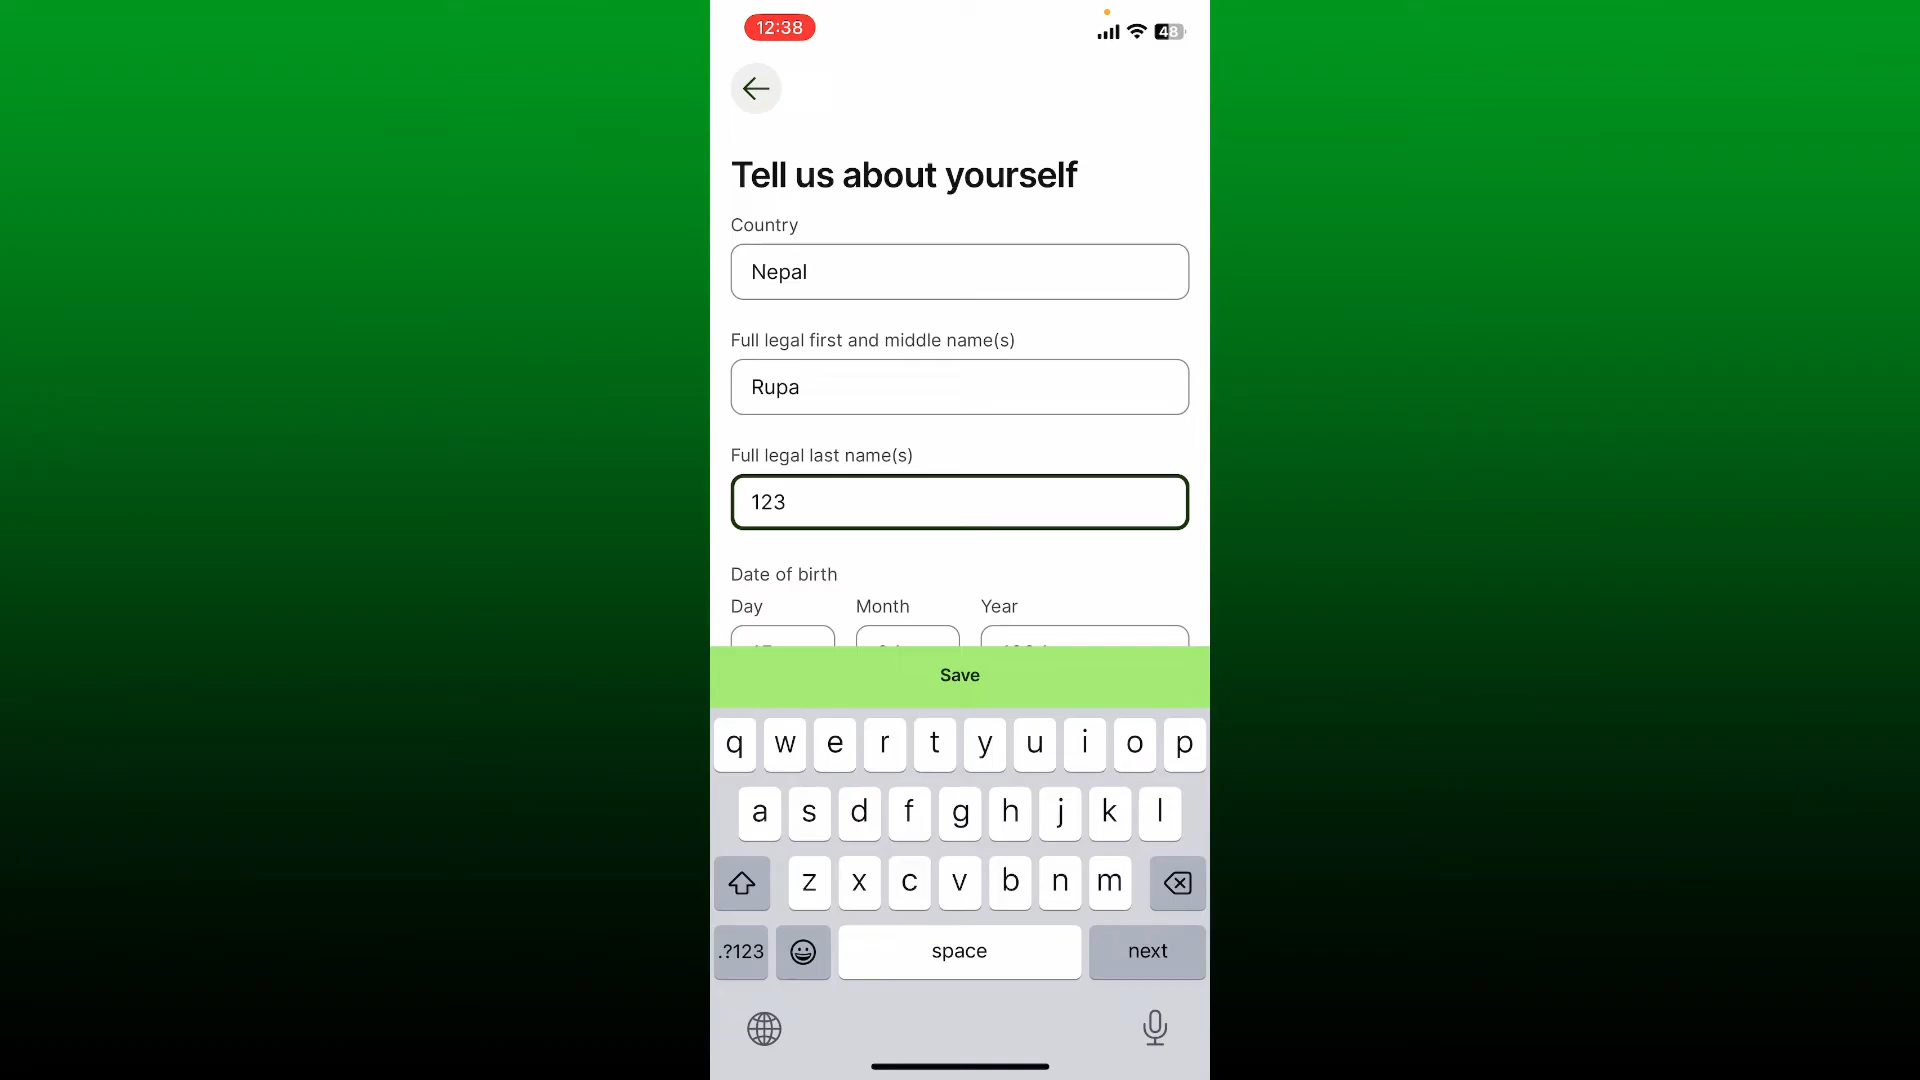 12:38
48
Tell us about yourself
Country
Nepal
Full legal first and middle name(s)
Rupa
Full legal last name(s)
123
Date of birth
Day Month Year
Save
q w e r t y u i o p
a s d f g h j k l
z x c v b n m
.?123 space next